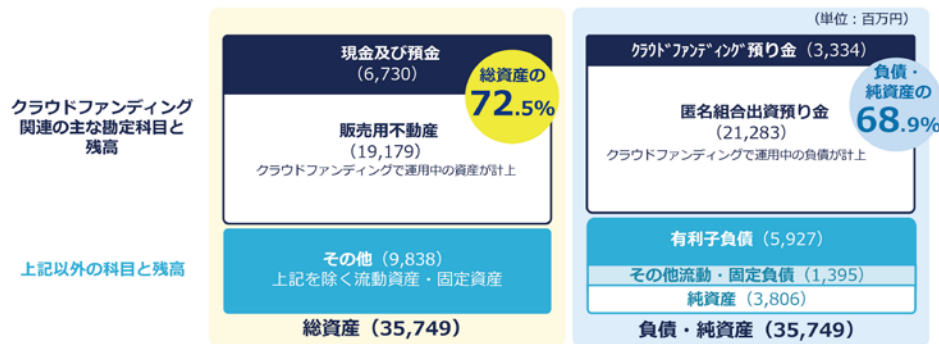 (単位：百万円)
クラウドファンディング
関連の主な勘定科目と
残高
現金及び預金
(6,730)
総資産の
72.5%
販売用不動産
(19,179)
クラウドファンディングで運用中の資産が計上
クラウドファンディング預り金 (3,334)
負債・
純資産の
68.9%
匿名組合出資預り金
(21,283)
クラウドファンディングで運用中の負債が計上
上記以外の科目と残高
その他 (9,838)
上記を除く流動資産・固定資産
有利子負債 (5,927)
その他流動・固定負債 (1,395)
純資産 (3,806)
総資産 (35,749)
負債・純資産 (35,749)